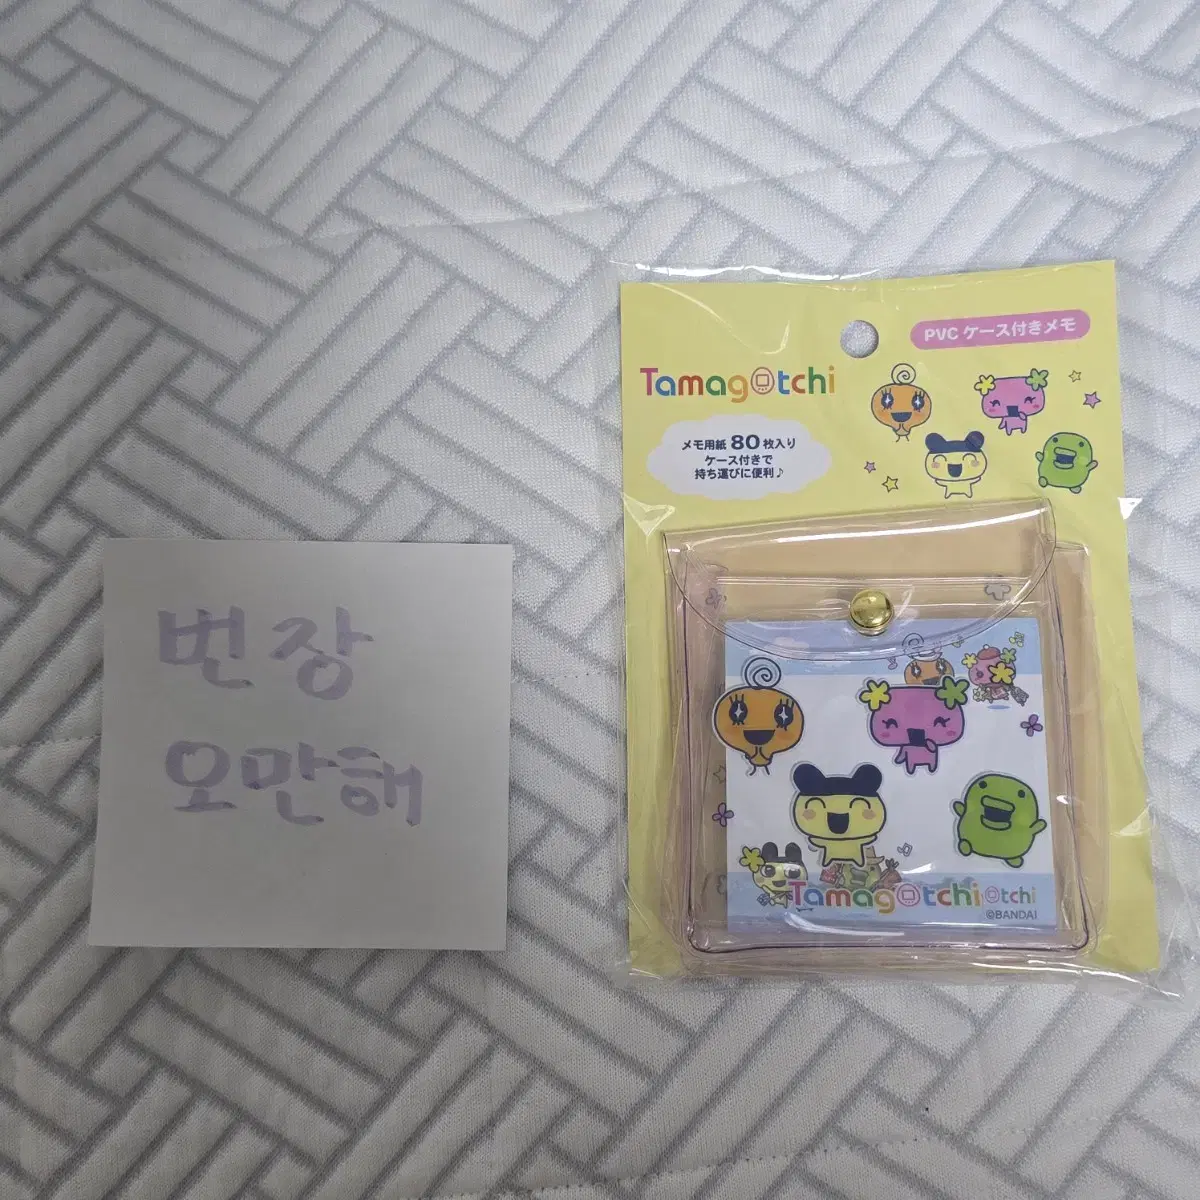 번장
오만해
PVC ケース付きメモ
Tamagotchi
メモ用紙 80 枚入り
ケース付きで
持ち運びに便利♪
Tamagotchi
otchi
©BANDAI